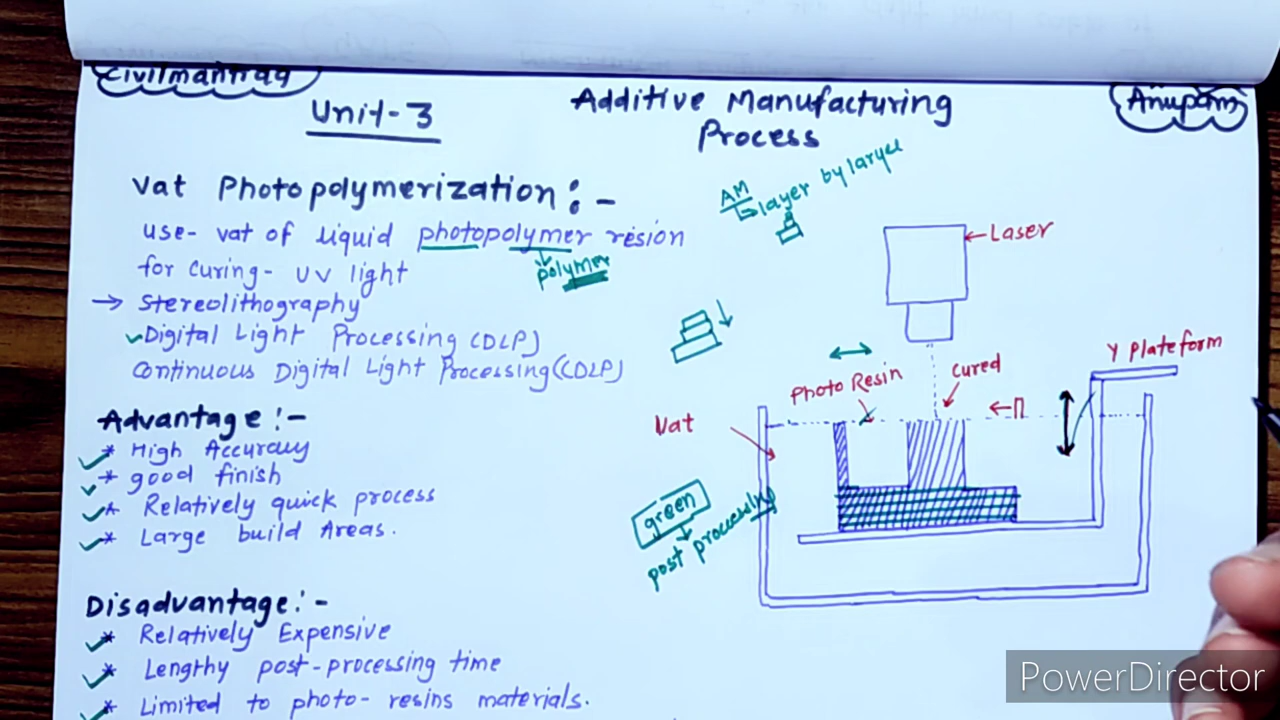 Civilmantraa
Anupam
Unit-3
Additive Manufacturing
Process
Vat Photopolymerization:-
use- vat of liquid photopolymer resion
for curing- UV light
polymer
→ Stereolithography
Digital Light Processing (DLP)
Continuous Digital Light Processing (CDLP)
Advantage:-
* High Accuracy
* good finish
* Relatively quick process
* Large build Areas.
Disadvantage:-
* Relatively Expensive
* Lengthy post-processing time
* Limited to photo-resins materials.
AM
layer by laryer
Laser
Y plateform
Photo Resin
Cured
Vat
green
post proccessing
PowerDirector